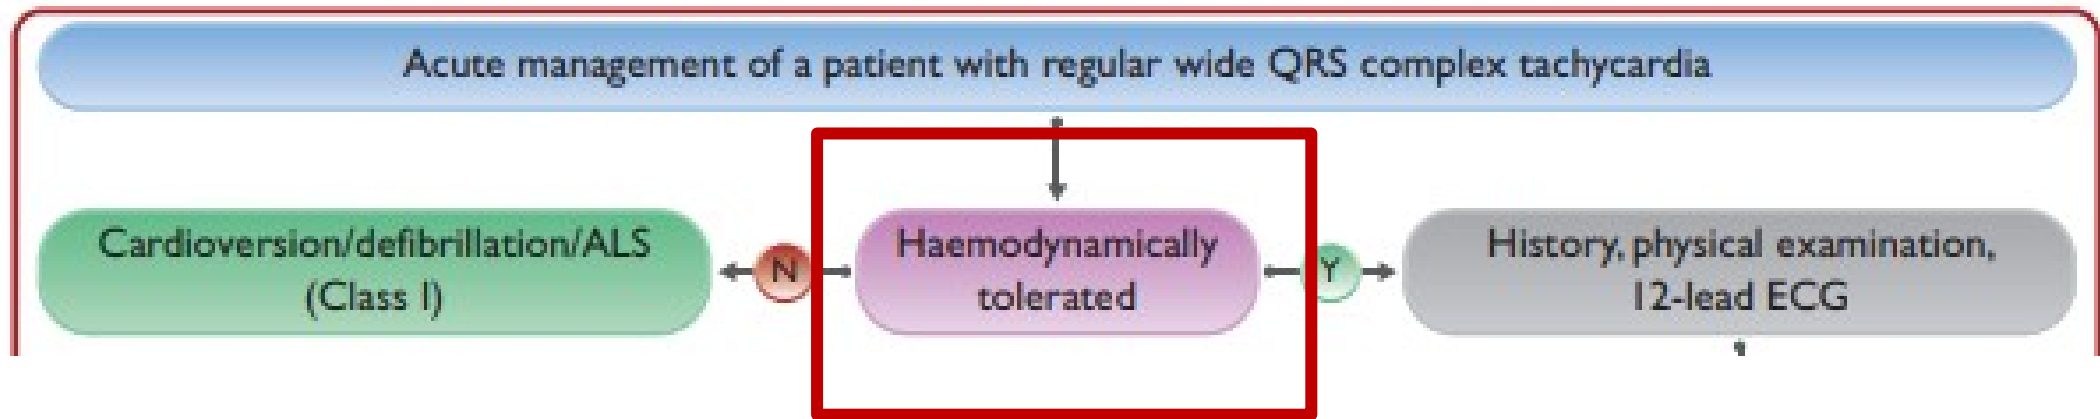 Acute management of a patient with regular wide QRS complex tachycardia
Cardioversion/defibrillation/ALS
(Class I)
N
Haemodynamically
tolerated
Y
History, physical examination,
12-lead ECG